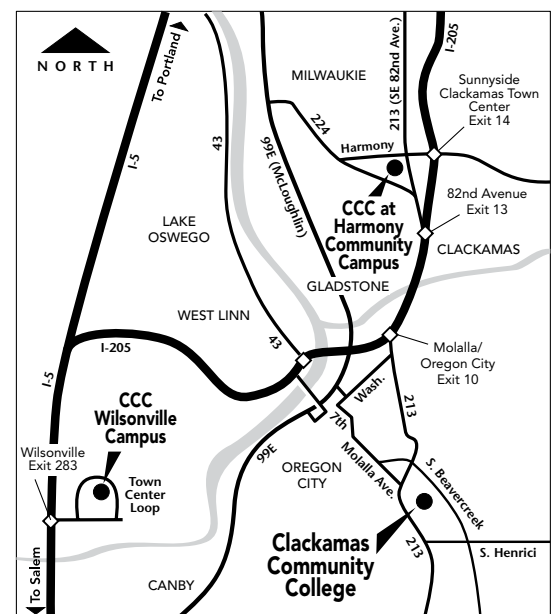 NORTH
To Portland
I-5
43
99E (McLoughlin)
MILWAUKIE
224
213 (SE 82nd Ave.)
I-205
Sunnyside
Clackamas Town
Center
Exit 14
Harmony
CCC at
Harmony
Community
Campus
82nd Avenue
Exit 13
CLACKAMAS
LAKE
OSWEGO
GLADSTONE
WEST LINN
43
I-205
I-5
Molalla/
Oregon City
Exit 10
Wash.
213
7th
CCC
Wilsonville
Campus
Wilsonville
Exit 283
Town
Center
Loop
99E
OREGON
CITY
Molalla Ave.
S. Beavercreek
Clackamas
Community
College
213
S. Henrici
To Salem
CANBY